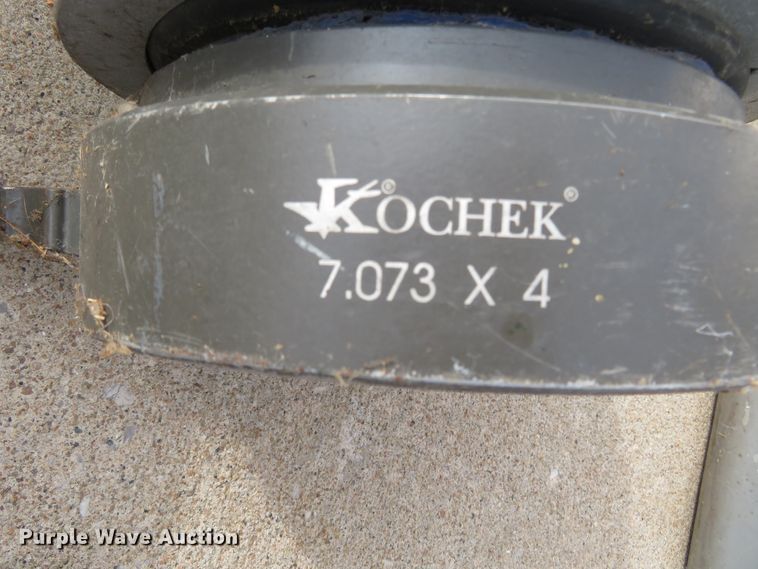 KOCHEK®
7.073 X 4
Purple Wave Auction